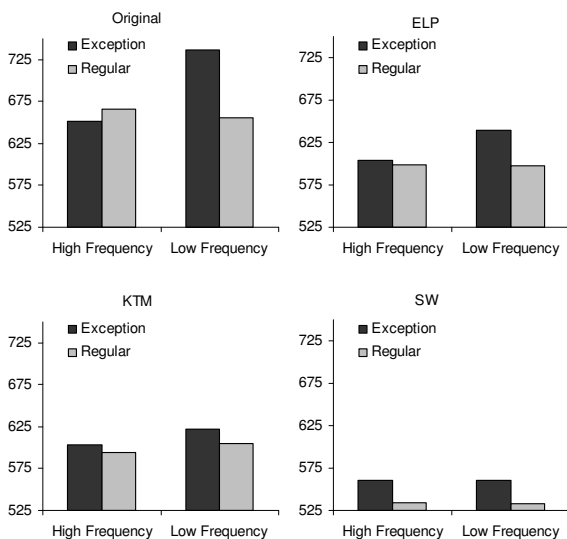 Original
725
675
625
575
525
Exception
Regular
High Frequency Low Frequency
ELP
725
675
625
575
525
Exception
Regular
High Frequency Low Frequency
KTM
725
675
625
575
525
Exception
Regular
High Frequency Low Frequency
SW
725
675
625
575
525
Exception
Regular
High Frequency Low Frequency